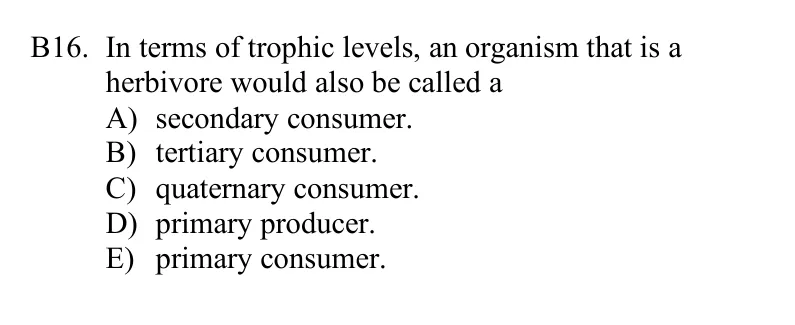 B16. In terms of trophic levels, an organism that is a
herbivore would also be called a
A) secondary consumer.
B) tertiary consumer.
C) quaternary consumer.
D) primary producer.
E) primary consumer.